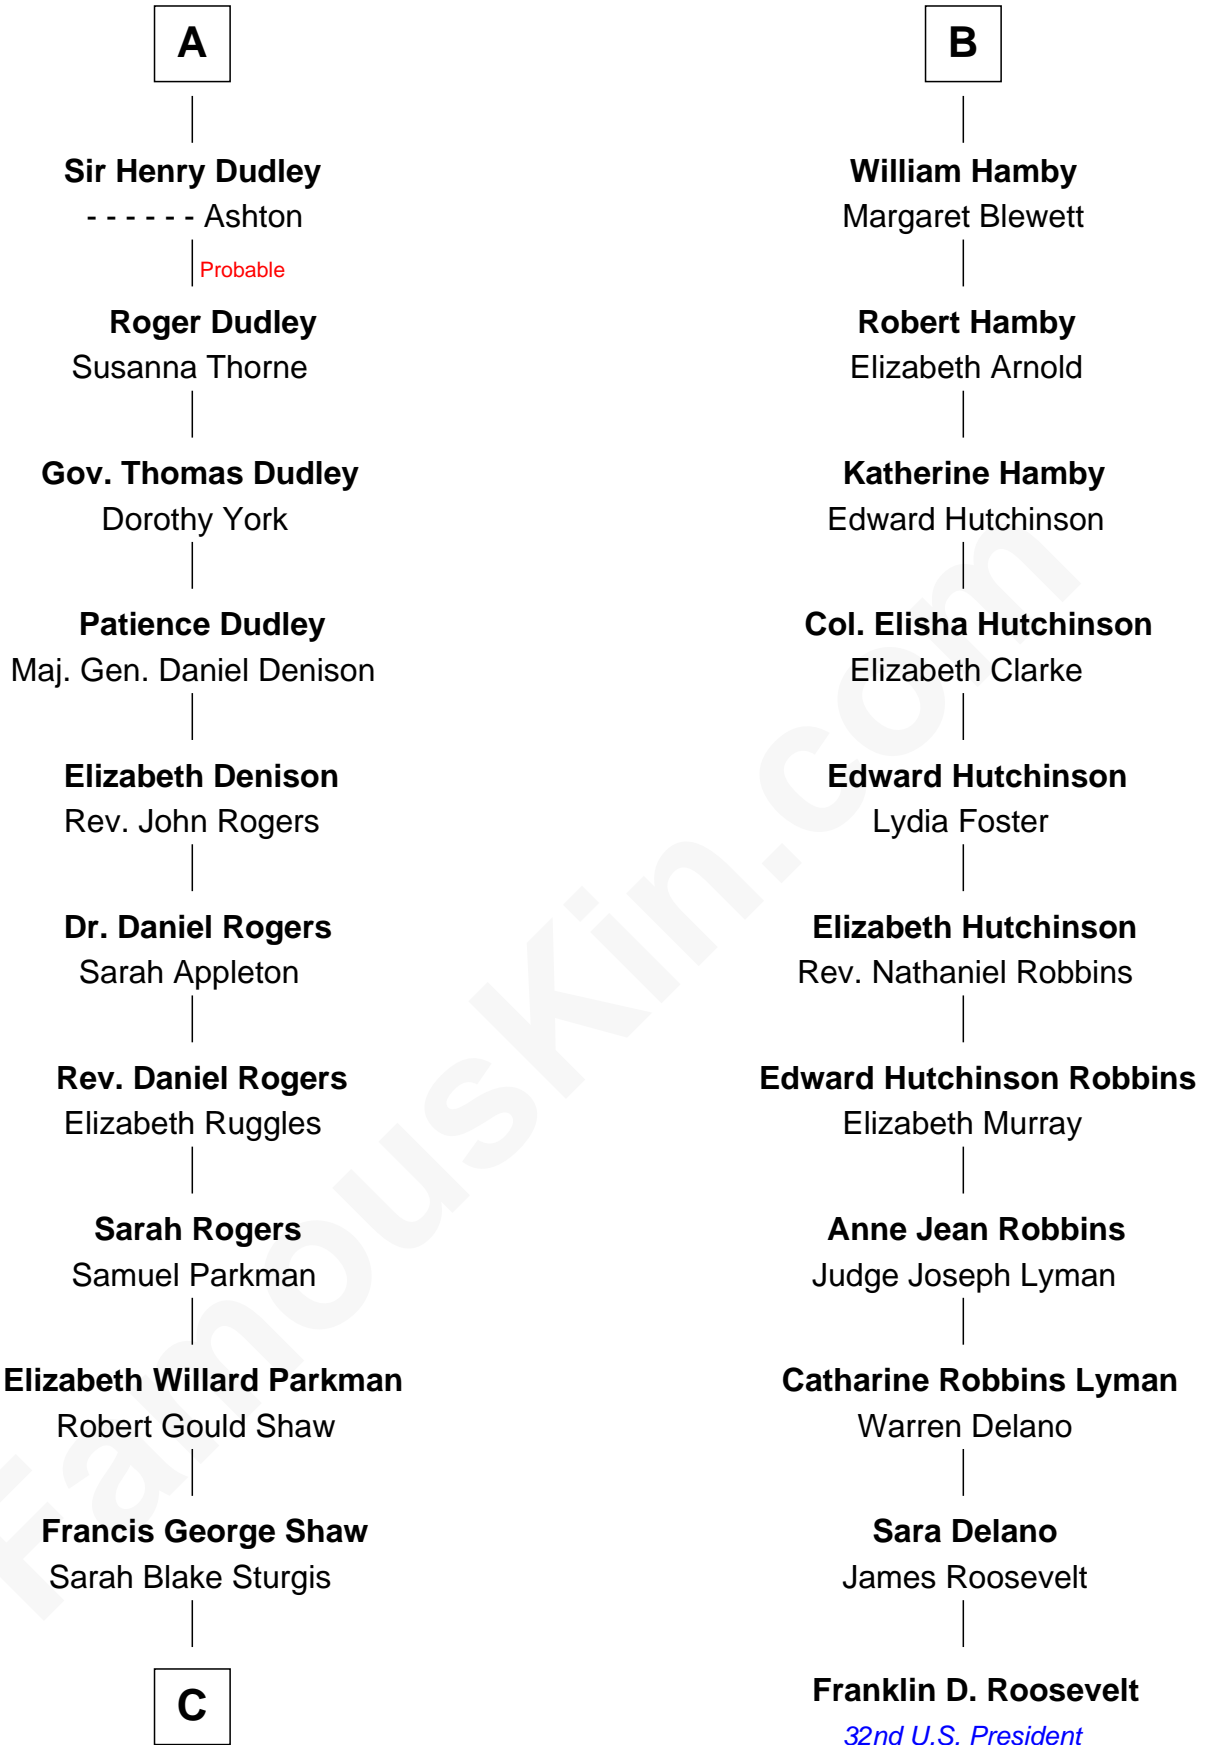 A
Sir Henry Dudley
- - - - - - Ashton
Probable
Roger Dudley
Susanna Thorne
Gov. Thomas Dudley
Dorothy York
Patience Dudley
Maj. Gen. Daniel Denison
Elizabeth Denison
Rev. John Rogers
Dr. Daniel Rogers
Sarah Appleton
Rev. Daniel Rogers
Elizabeth Ruggles
Sarah Rogers
Samuel Parkman
Elizabeth Willard Parkman
Robert Gould Shaw
Francis George Shaw
Sarah Blake Sturgis
C
B
William Hamby
Margaret Blewett
Robert Hamby
Elizabeth Arnold
Katherine Hamby
Edward Hutchinson
Col. Elisha Hutchinson
Elizabeth Clarke
Edward Hutchinson
Lydia Foster
Elizabeth Hutchinson
Rev. Nathaniel Robbins
Edward Hutchinson Robbins
Elizabeth Murray
Anne Jean Robbins
Judge Joseph Lyman
Catharine Robbins Lyman
Warren Delano
Sara Delano
James Roosevelt
Franklin D. Roosevelt
32nd U.S. President
FamousKin.com